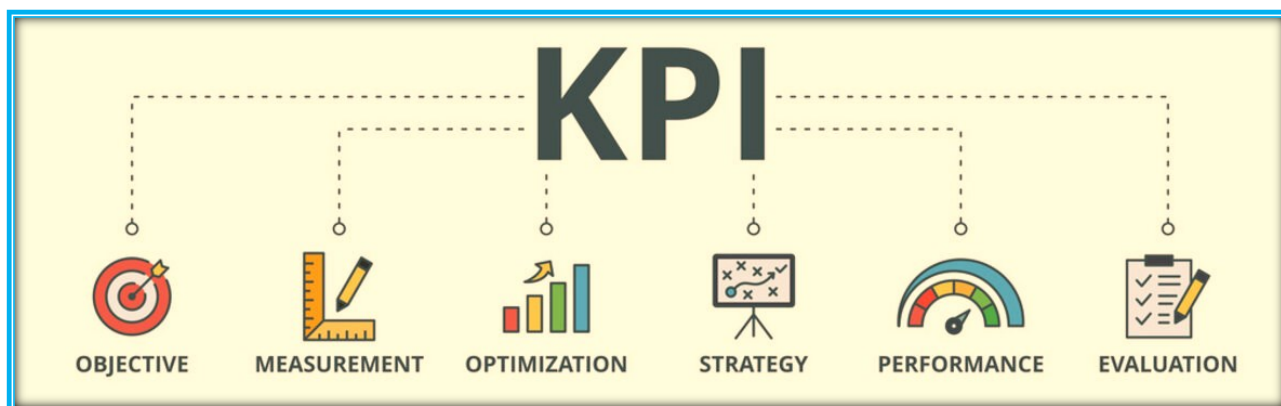 KPI
OBJECTIVE
MEASUREMENT
OPTIMIZATION
STRATEGY
PERFORMANCE
EVALUATION